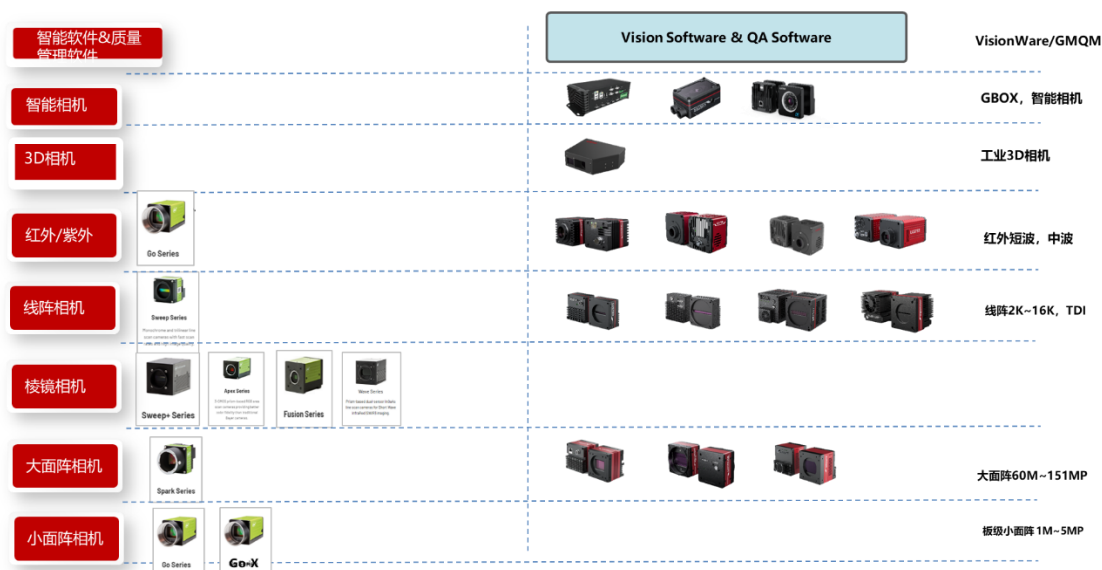 智能软件&质量
管理软件
Vision Software & QA Software
VisionWare/GMQM
智能相机
GBOX，智能相机
3D相机
工业3D相机
红外/紫外
Go Series
红外短波，中波
线阵相机
Sweep Series
线阵2K~16K，TDI
棱镜相机
Sweep+ Series
Apex Series
Fusion Series
Wave Series
大面阵相机
Spark Series
大面阵60M~151MP
小面阵相机
Go Series
Go-X
板级小面阵 1M~5MP